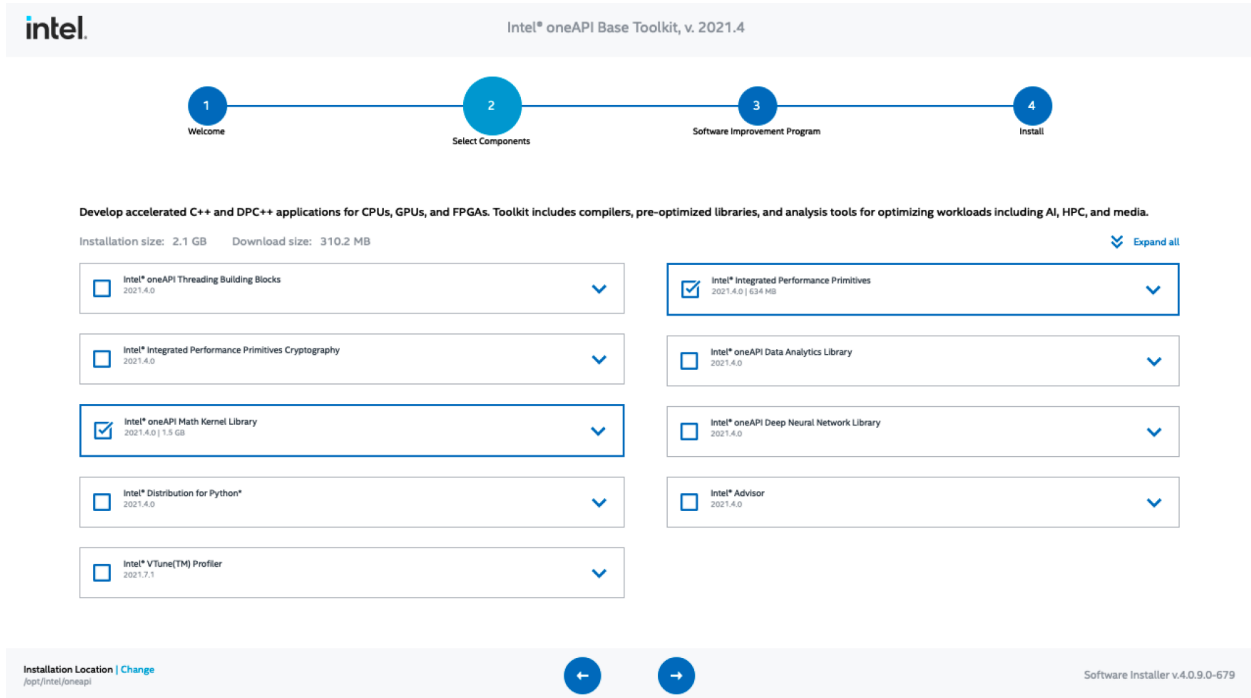 intel.
Intel® oneAPI Base Toolkit, v. 2021.4
1
2
3
4
Welcome
Select Components
Software Improvement Program
Install
Develop accelerated C++ and DPC++ applications for CPUs, GPUs, and FPGAs. Toolkit includes compilers, pre-optimized libraries, and analysis tools for optimizing workloads including AI, HPC, and media.
Installation size: 2.1 GB Download size: 310.2 MB
Expand all
Intel® oneAPI Threading Building Blocks
2021.4.0
Intel® Integrated Performance Primitives
2021.4.0 | 634 MB
Intel® Integrated Performance Primitives Cryptography
2021.4.0
Intel® oneAPI Data Analytics Library
2021.4.0
Intel® oneAPI Math Kernel Library
2021.4.0 | 1.5 GB
Intel® oneAPI Deep Neural Network Library
2021.4.0
Intel® Distribution for Python*
2021.4.0
Intel® Advisor
2021.4.0
Intel® VTune(TM) Profiler
2021.7.1
Installation Location | Change
/opt/intel/oneapi
Software Installer v.4.0.9.0-679